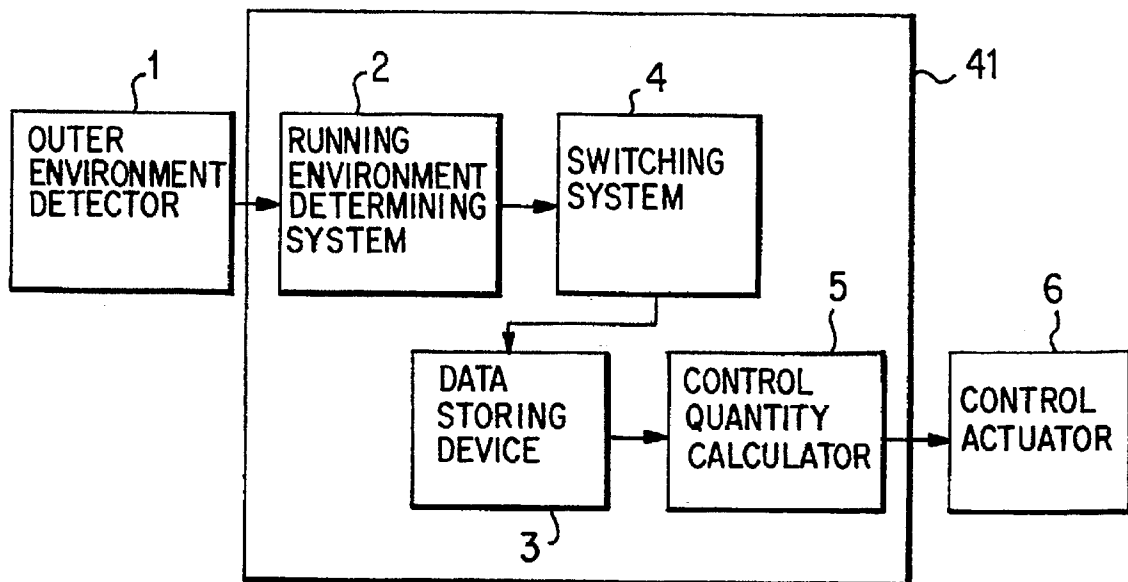 1
2
4
41
OUTER
ENVIRONMENT
DETECTOR
RUNNING
ENVIRONMENT
DETERMINING
SYSTEM
SWITCHING
SYSTEM
5
6
DATA
STORING
DEVICE
CONTROL
QUANTITY
CALCULATOR
CONTROL
ACTUATOR
3